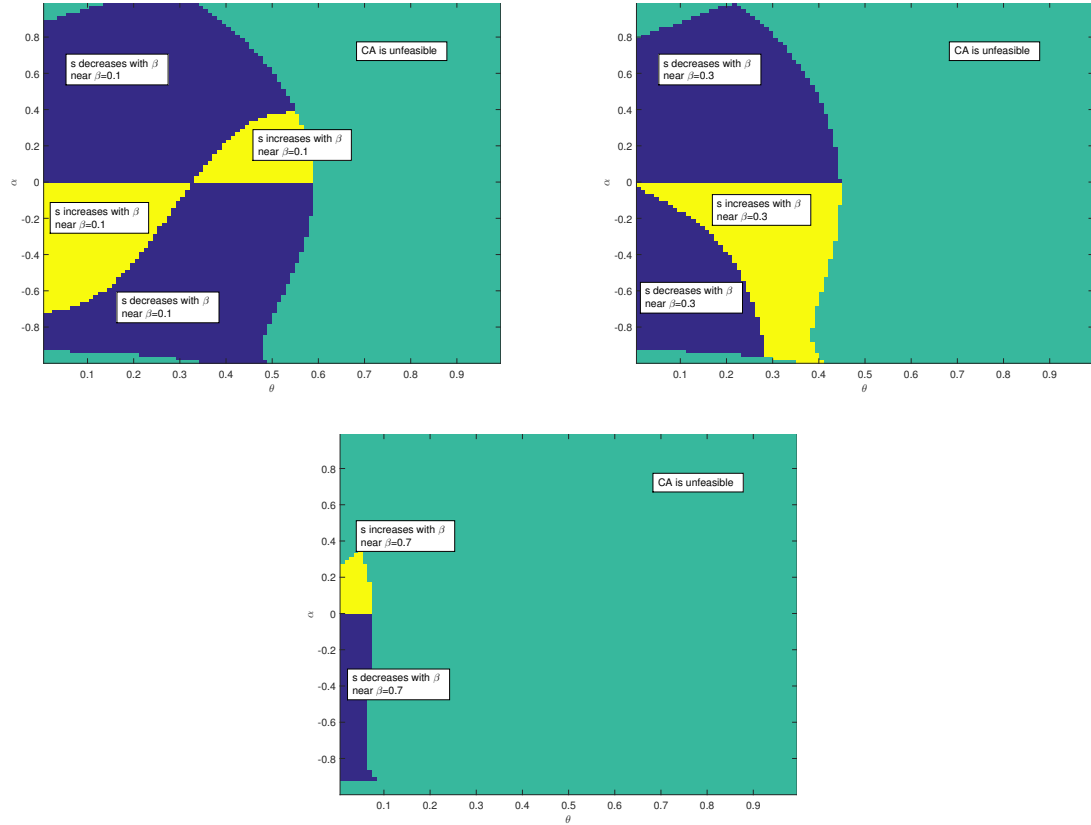 s decreases with β
near β=0.1
CA is unfeasible
s increases with β
near β=0.1
s increases with β
near β=0.1
s decreases with β
near β=0.1
0.8
0.6
0.4
0.2
0
-0.2
-0.4
-0.6
-0.8
α
0.1 0.2 0.3 0.4 0.5 0.6 0.7 0.8 0.9
θ
s decreases with β
near β=0.3
CA is unfeasible
s increases with β
near β=0.3
s decreases with β
near β=0.3
0.8
0.6
0.4
0.2
0
-0.2
-0.4
-0.6
-0.8
α
0.1 0.2 0.3 0.4 0.5 0.6 0.7 0.8 0.9
θ
CA is unfeasible
s increases with β
near β=0.7
s decreases with β
near β=0.7
0.8
0.6
0.4
0.2
0
-0.2
-0.4
-0.6
-0.8
α
0.1 0.2 0.3 0.4 0.5 0.6 0.7 0.8 0.9
θ